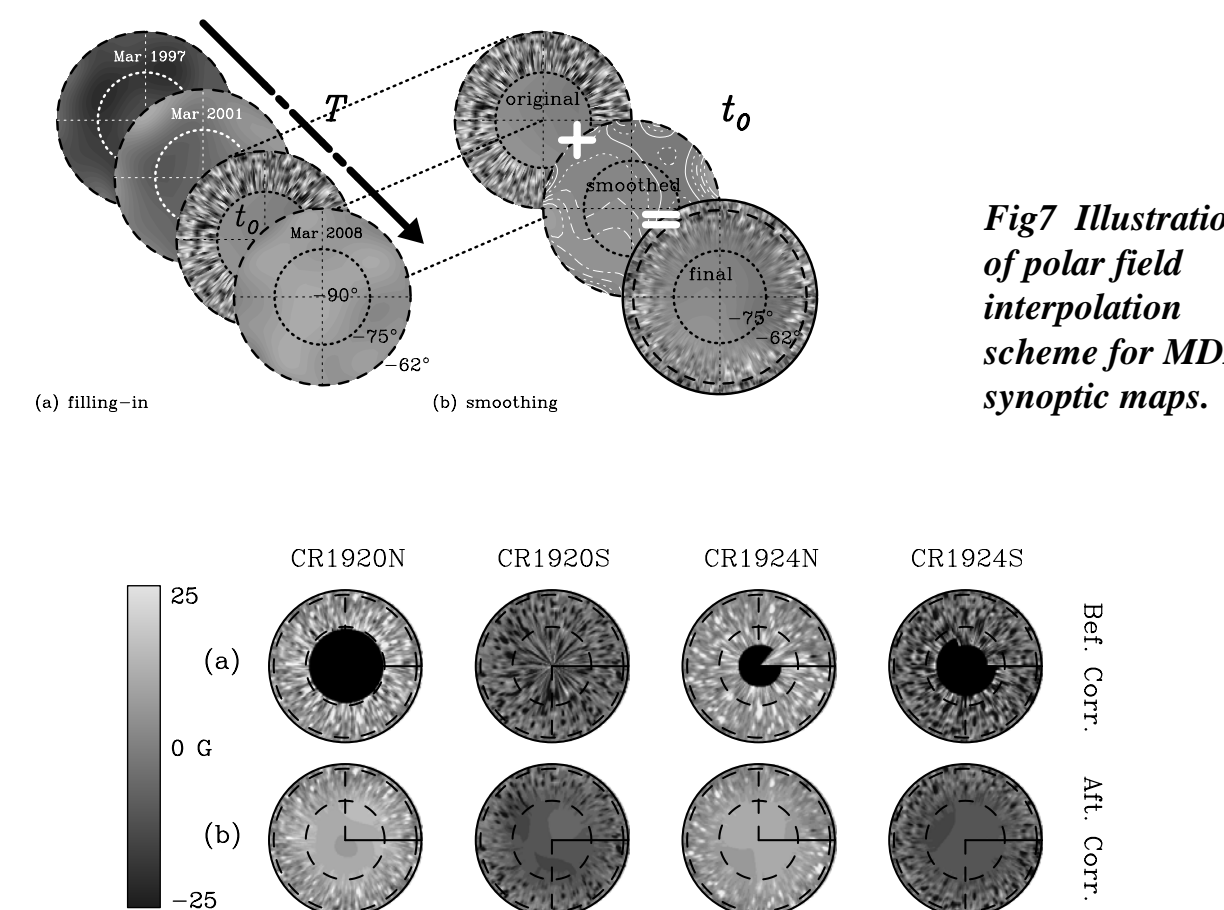 Mar 1997
Mar 2001
t₀
Mar 2008
−90°
−75°
−62°
T
(a) filling−in
original
+
smoothed
=
final
−75°
−62°
t₀
(b) smoothing
Fig7 Illustratio
of polar field
interpolation
scheme for MD
synoptic maps.
CR1920N CR1920S CR1924N CR1924S
25
0 G
−25
(a)
Bef. Corr.
(b)
Aft. Corr.